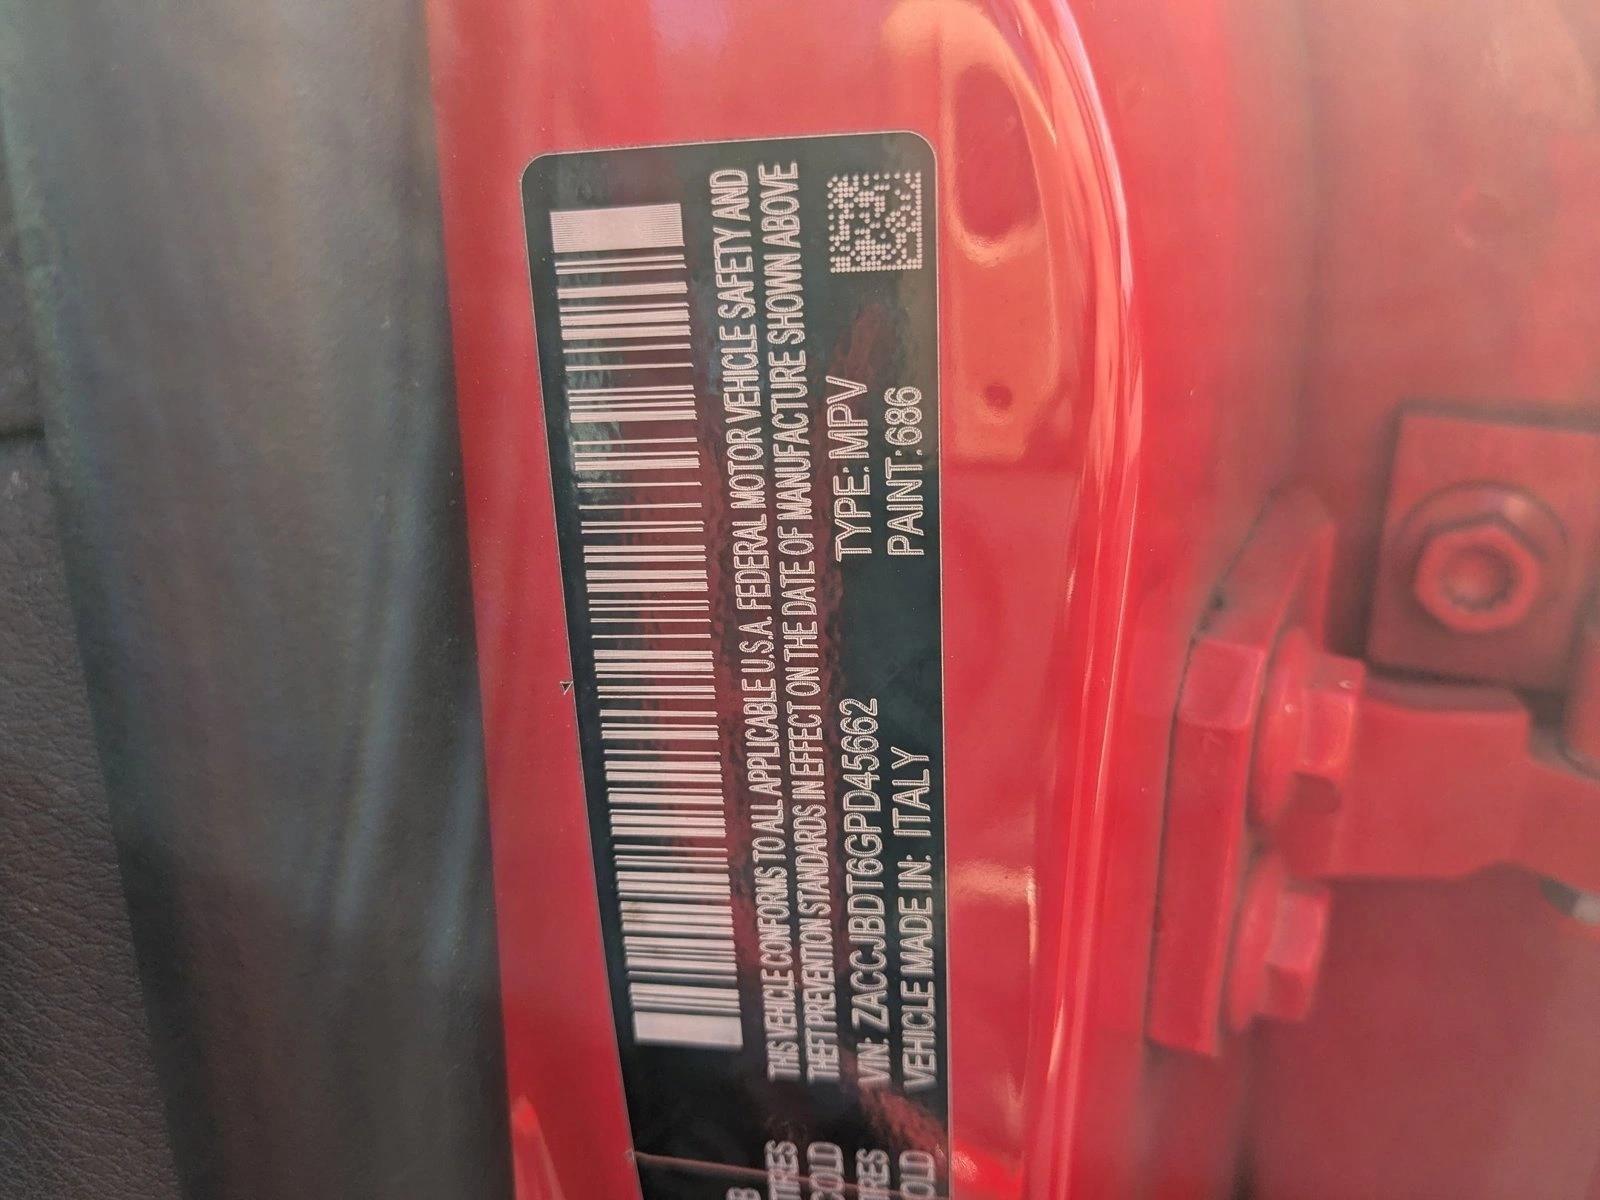 THIS VEHICLE CONFORMS TO ALL APPLICABLE U.S.A. FEDERAL MOTOR VEHICLE SAFETY AND
THEFT PREVENTION STANDARDS IN EFFECT ON THE DATE OF MANUFACTURE SHOWN ABOVE
VIN: ZACCJBDT6GPD45662 TYPE: MPV
VEHICLE MADE IN: ITALY PAINT: 686
COLD